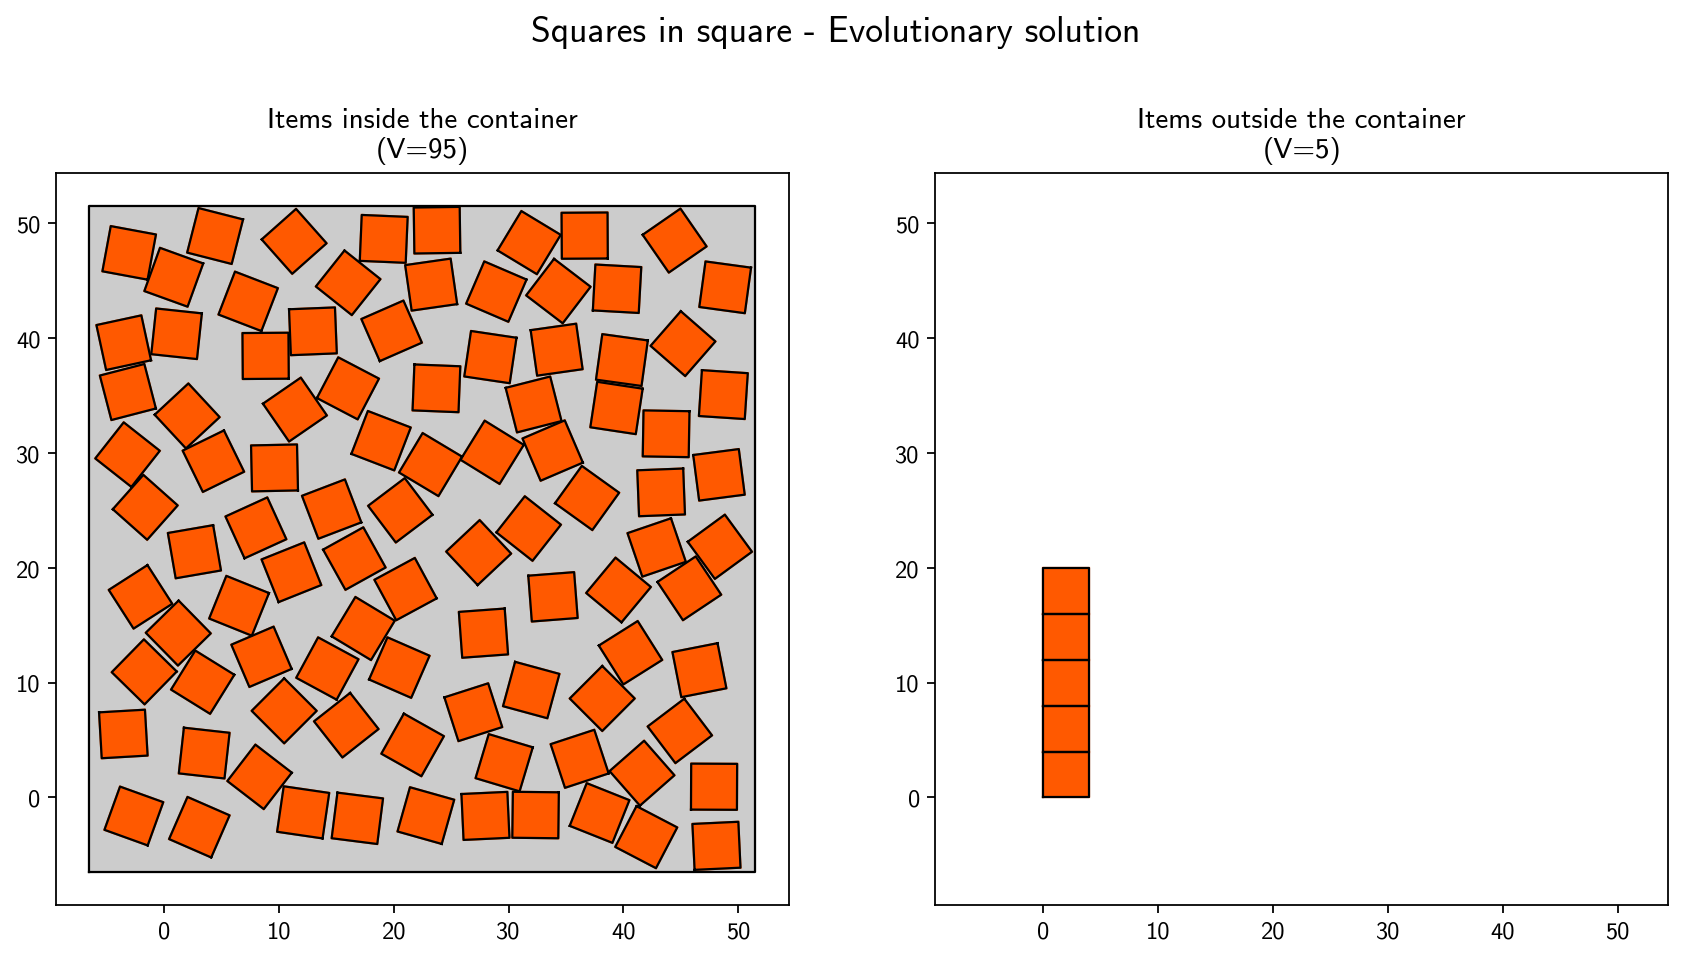 Squares in square - Evolutionary solution
Items inside the container
(V=95)
Items outside the container
(V=5)
50
40
30
20
10
0
0 10 20 30 40 50
50
40
30
20
10
0
0 10 20 30 40 50